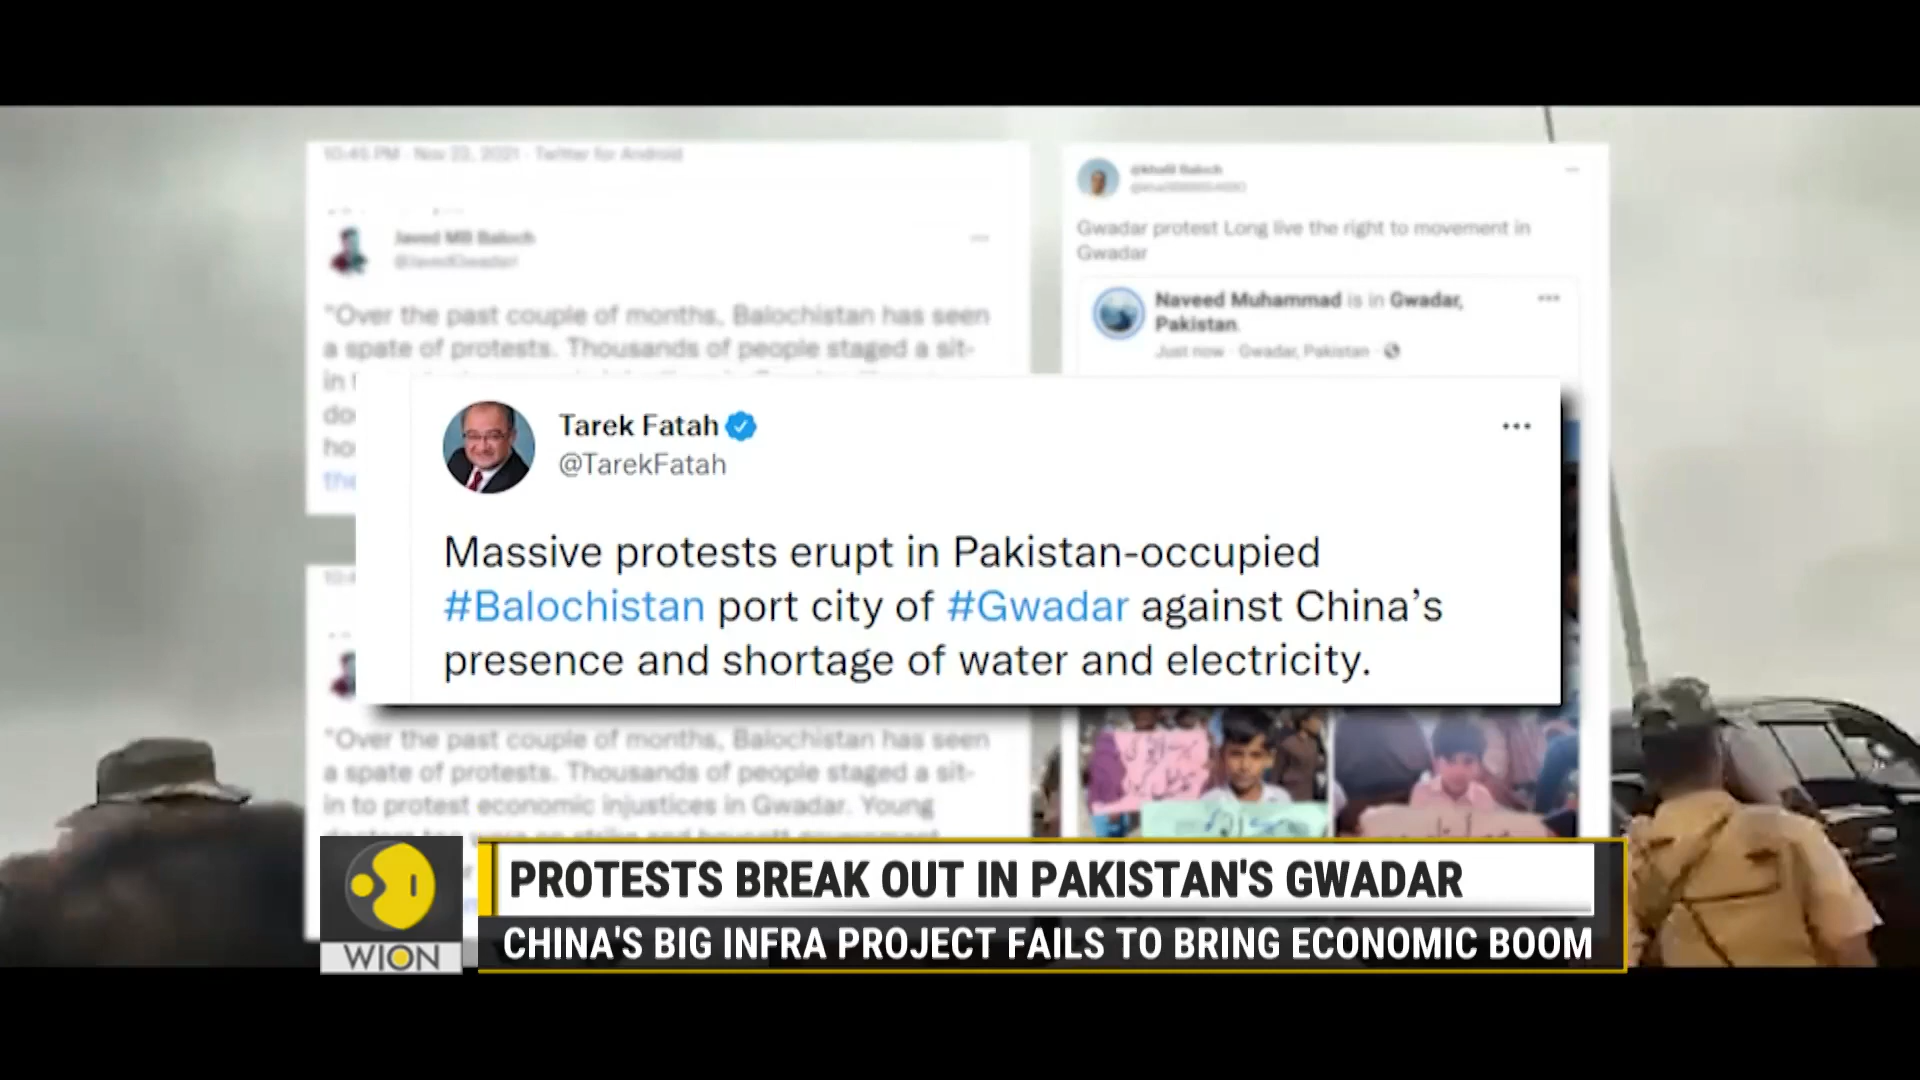 10:45 PM · Nov 22, 2021 · Twitter for Android
Javed MB Baloch
@JavedGwadari
"Over the past couple of months, Balochistan has seen
a spate of protests. Thousands of people staged a sit-
in
do
ho
the
@khalil Baloch
Gwadar protest Long live the right to movement in
Gwadar
Naveed Muhammad is in Gwadar,
Pakistan.
Just now · Gwadar, Pakistan
Tarek Fatah
@TarekFatah
Massive protests erupt in Pakistan-occupied
#Balochistan port city of #Gwadar against China's
presence and shortage of water and electricity.
"Over the past couple of months, Balochistan has seen
a spate of protests. Thousands of people staged a sit-
in to protest economic injustices in Gwadar. Young
WION
PROTESTS BREAK OUT IN PAKISTAN'S GWADAR
CHINA'S BIG INFRA PROJECT FAILS TO BRING ECONOMIC BOOM